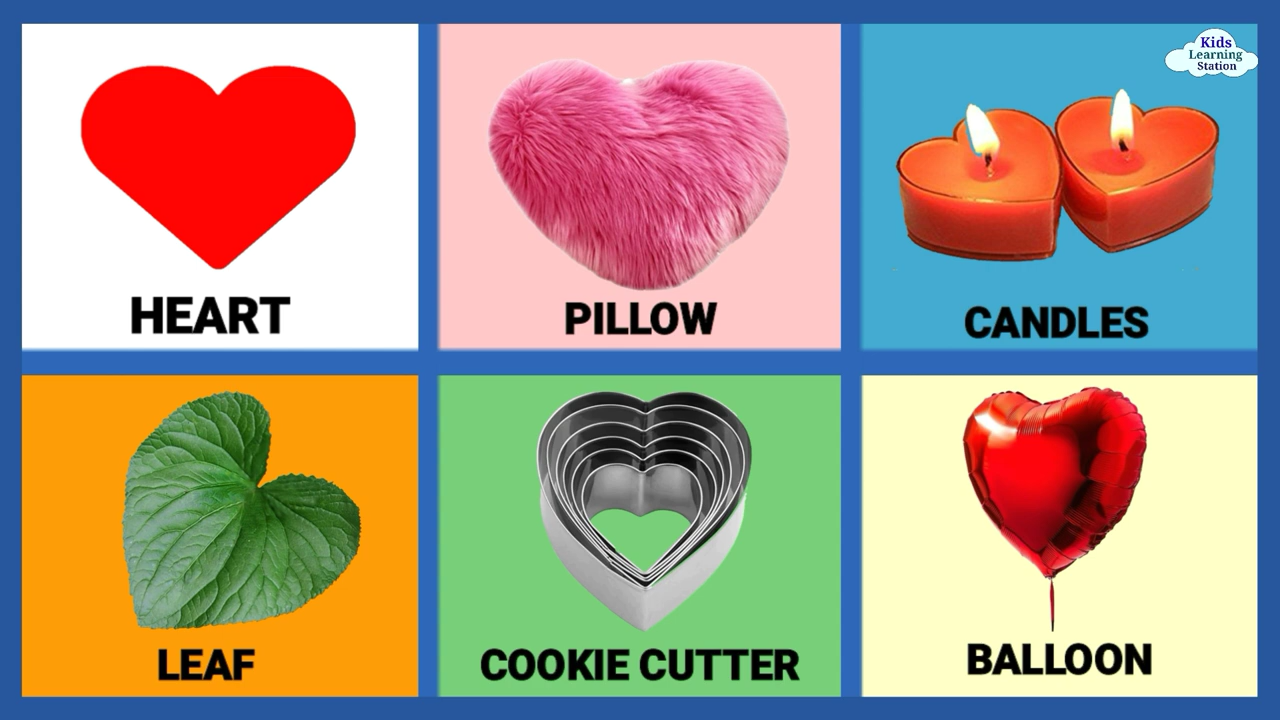 Kids
Learning
Station
HEART
PILLOW
CANDLES
LEAF
COOKIE CUTTER
BALLOON